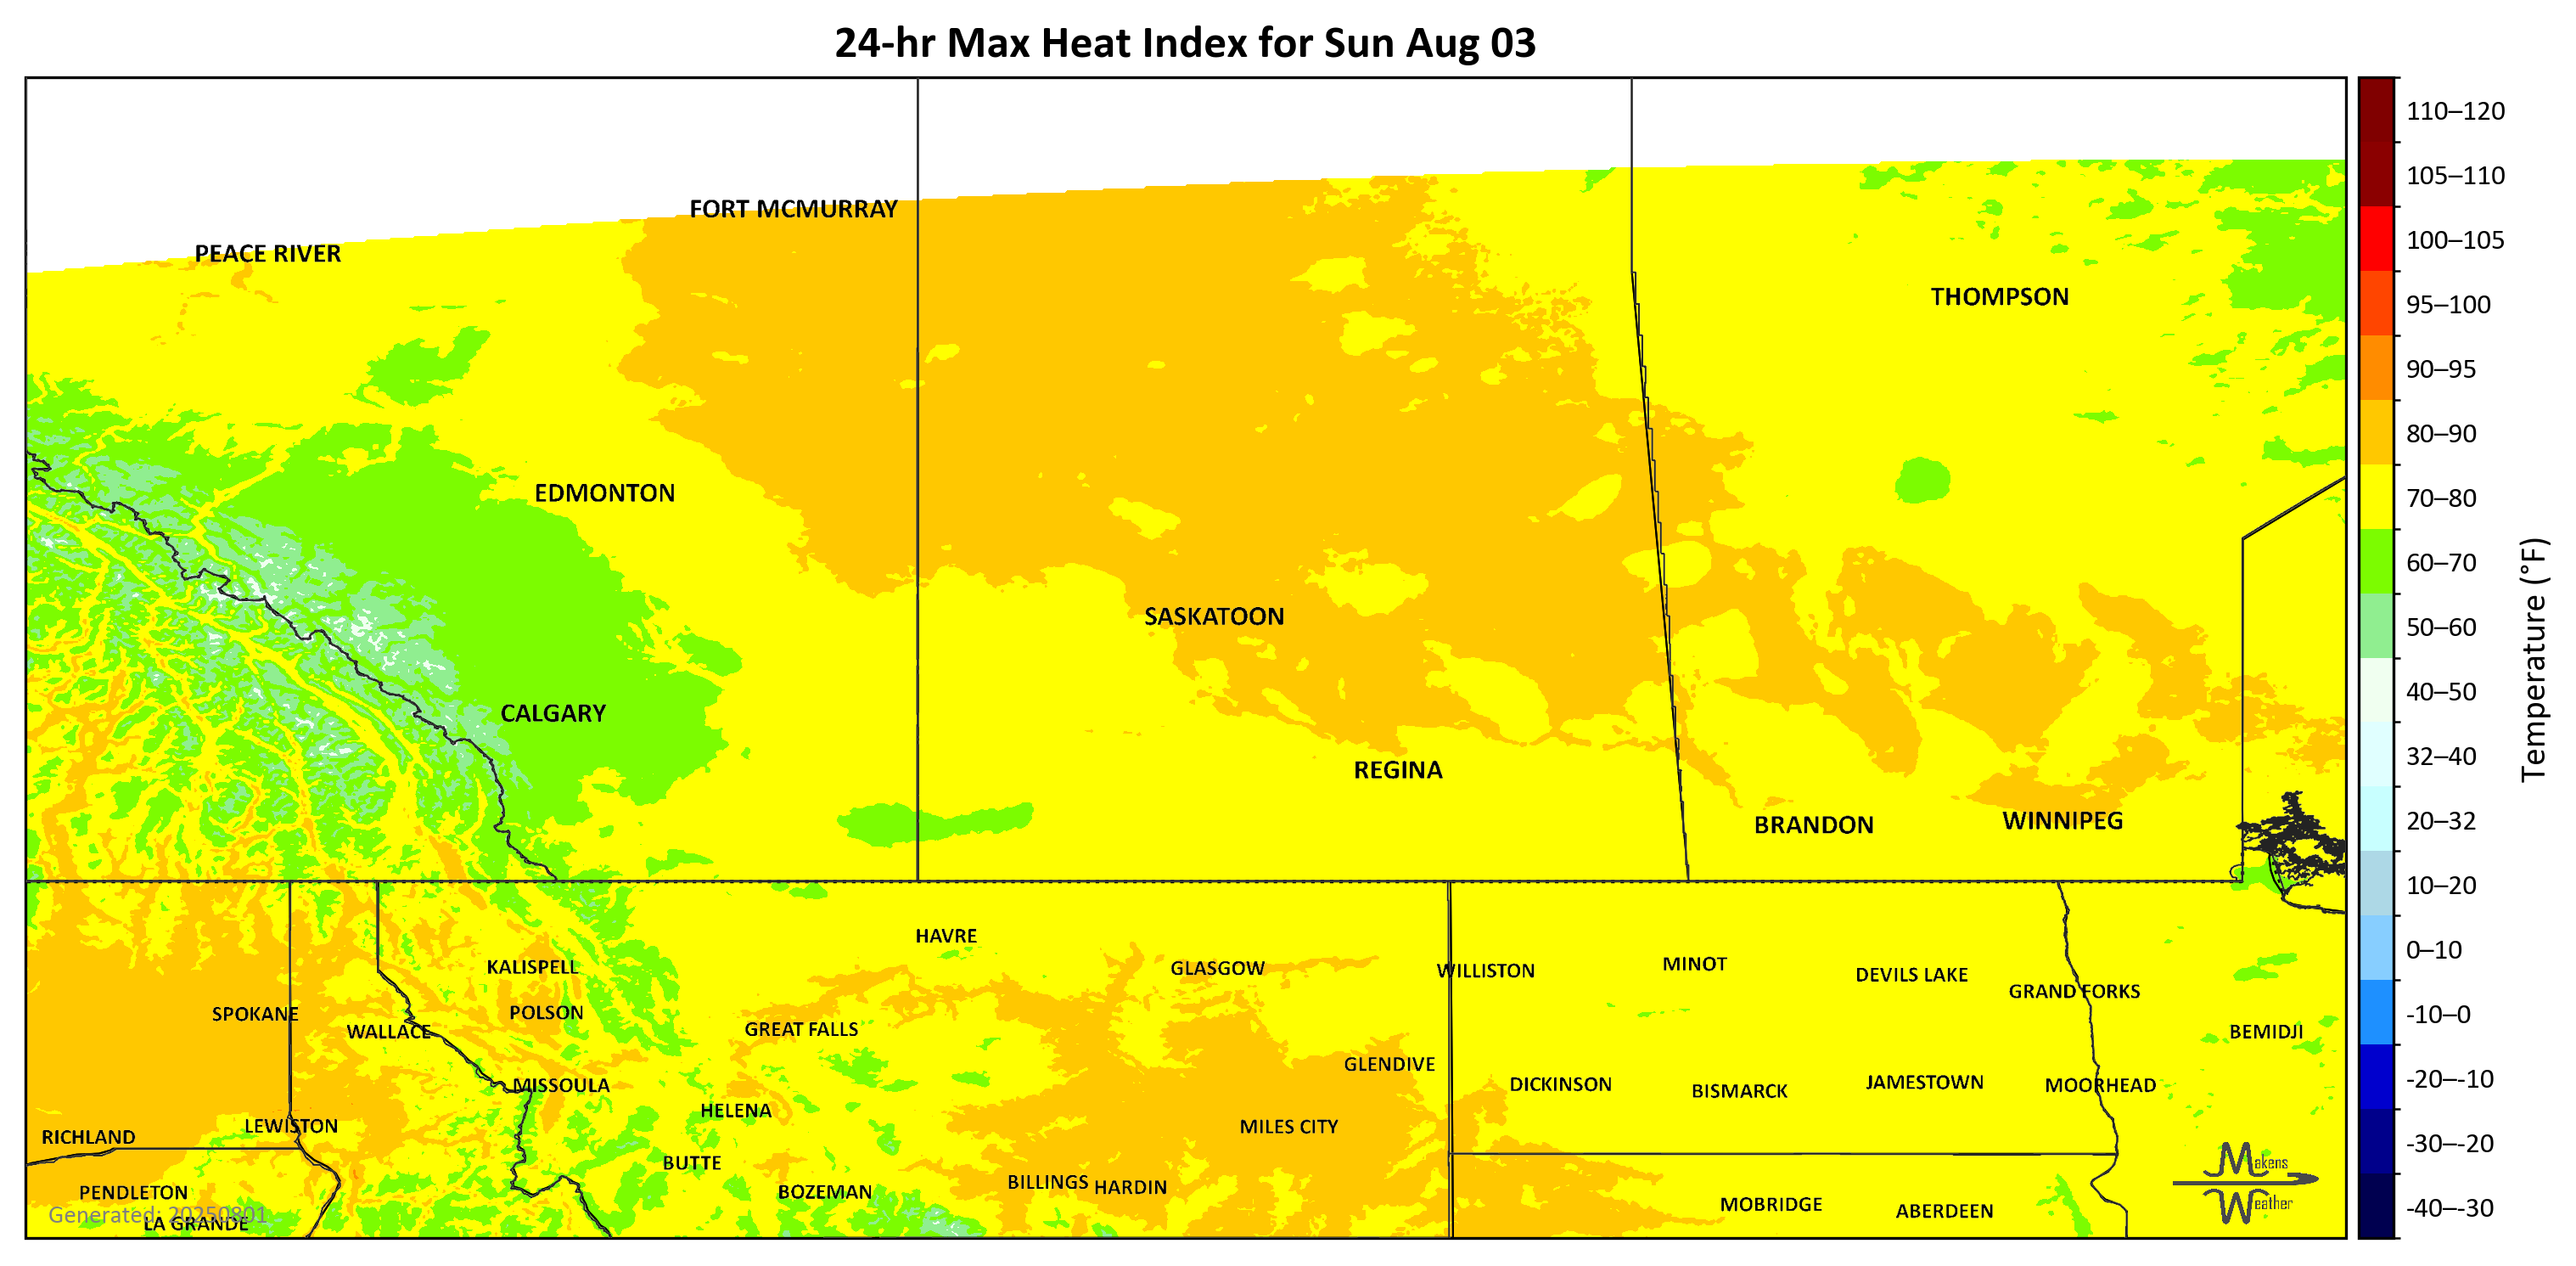 24-hr Max Heat Index for Sun Aug 03
FORT MCMURRAY
PEACE RIVER
THOMPSON
EDMONTON
SASKATOON
CALGARY
REGINA
BRANDON
WINNIPEG
HAVRE
KALISPELL
GLASGOW
WILLISTON
MINOT
DEVILS LAKE
GRAND FORKS
SPOKANE
POLSON
WALLACE
GREAT FALLS
BEMIDJI
GLENDIVE
MISSOULA
DICKINSON
BISMARCK
JAMESTOWN
MOORHEAD
HELENA
LEWISTON
MILES CITY
RICHLAND
BUTTE
BILLINGS
HARDIN
PENDLETON
BOZEMAN
MOBRIDGE
ABERDEEN
Generated: 20250801
LA GRANDE
Makens
Weather
110–120
105–110
100–105
95–100
90–95
80–90
70–80
60–70
50–60
40–50
32–40
20–32
10–20
0–10
-10–0
-20–-10
-30–-20
-40–-30
Temperature (°F)